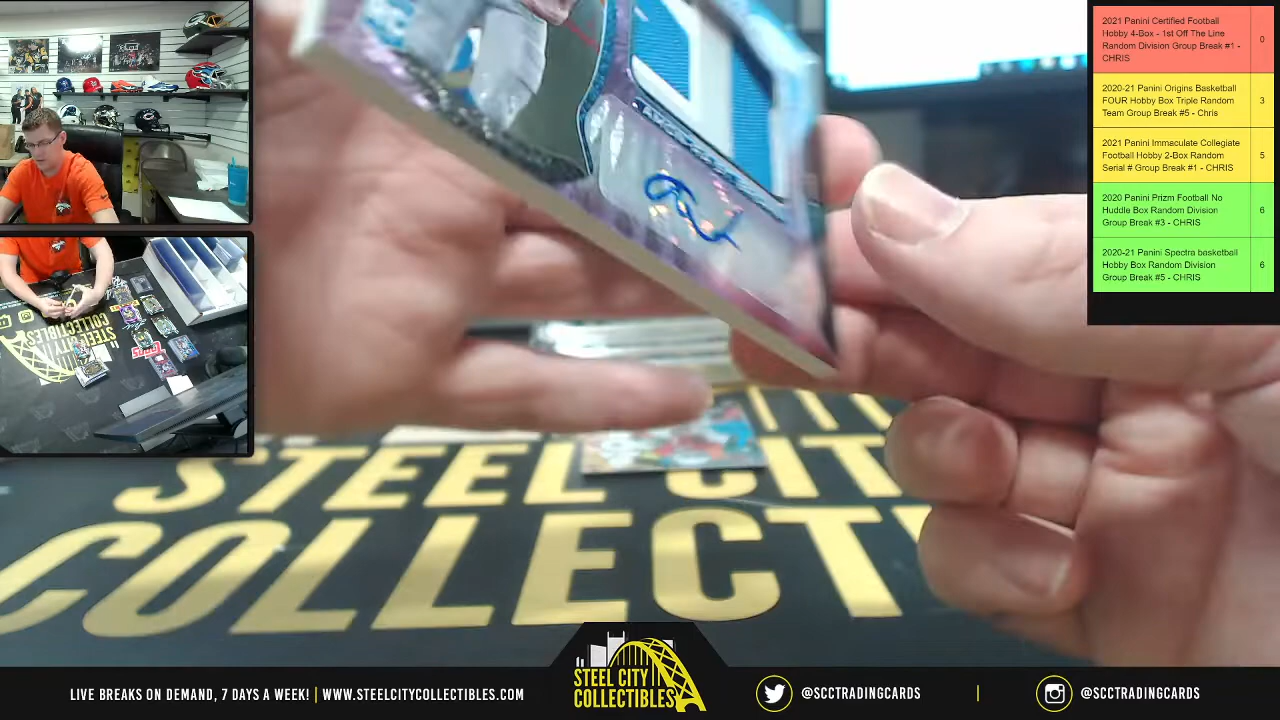 2021 Panini Certified Football
Hobby 4-Box - 1st Off The Line
Random Division Group Break #1 -
CHRIS
0
2020-21 Panini Origins Basketball
FOUR Hobby Box Triple Random
Team Group Break #5 - Chris
3
2021 Panini Immaculate Collegiate
Football Hobby 2-Box Random
Serial # Group Break #1 - CHRIS
5
2020 Panini Prizm Football No
Huddle Box Random Division
Group Break #3 - CHRIS
6
2020-21 Panini Spectra basketball
Hobby Box Random Division
Group Break #5 - CHRIS
6
STEEL CIT
COLLECT
LIVE BREAKS ON DEMAND, 7 DAYS A WEEK! | WWW.STEELCITYCOLLECTIBLES.COM
STEEL CITY
COLLECTIBLES
@SCCTRADINGCARDS
@SCCTRADINGCARDS